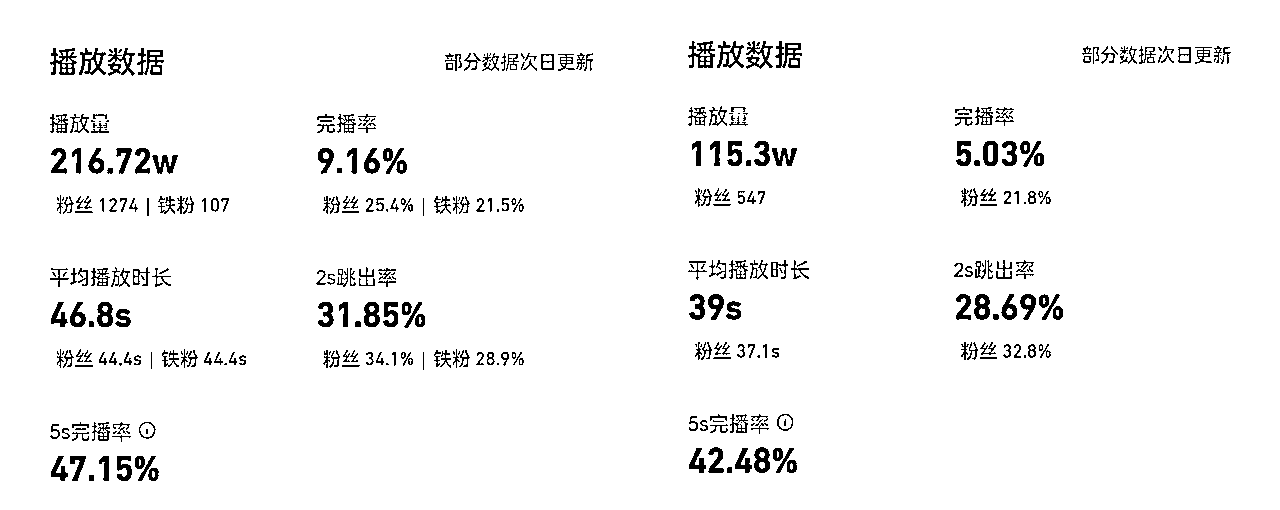 播放数据 部分数据次日更新
播放量 完播率
216.72w 9.16%
粉丝 1274 | 铁粉 107 粉丝 25.4% | 铁粉 21.5%
平均播放时长 2s跳出率
46.8s 31.85%
粉丝 44.4s | 铁粉 44.4s 粉丝 34.1% | 铁粉 28.9%
5s完播率
47.15%
播放数据 部分数据次日更新
播放量 完播率
115.3w 5.03%
粉丝 547 粉丝 21.8%
平均播放时长 2s跳出率
39s 28.69%
粉丝 37.1s 粉丝 32.8%
5s完播率
42.48%